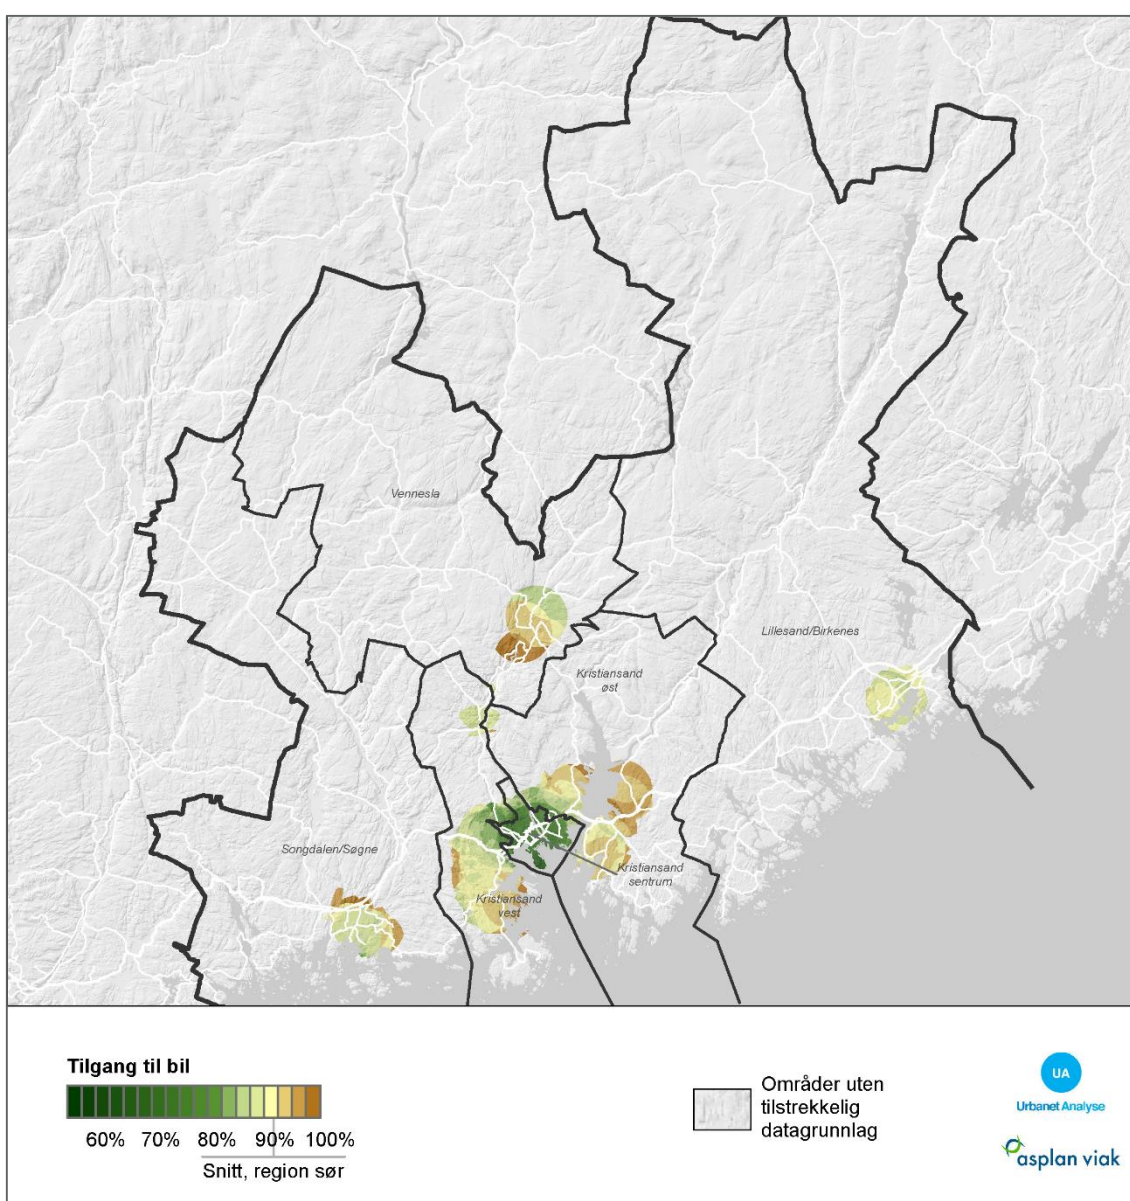 Vennesla
Lillesand/Birkenes
Kristiansand
øst
Songdalen/Søgne
Kristiansand
sentrum
Kristiansand
vest
Tilgang til bil
60% 70% 80% 90% 100%
Snitt, region sør
Områder uten
tilstrekkelig
datagrunnlag
UA
Urbanet Analyse
asplan viak